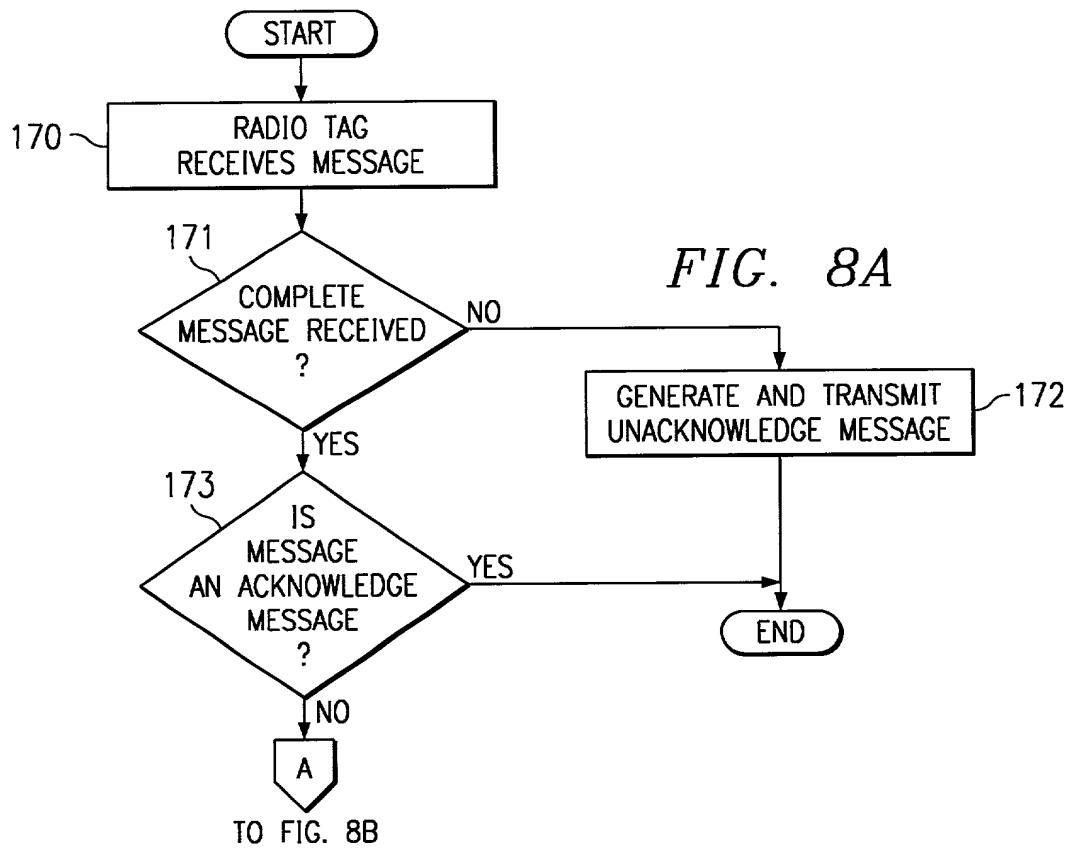 START
170
RADIO TAG
RECEIVES MESSAGE
171
COMPLETE
MESSAGE RECEIVED
?
NO
FIG. 8A
GENERATE AND TRANSMIT
UNACKNOWLEDGE MESSAGE
172
YES
173
IS
MESSAGE
AN ACKNOWLEDGE
MESSAGE
?
YES
END
NO
A
TO FIG. 8B